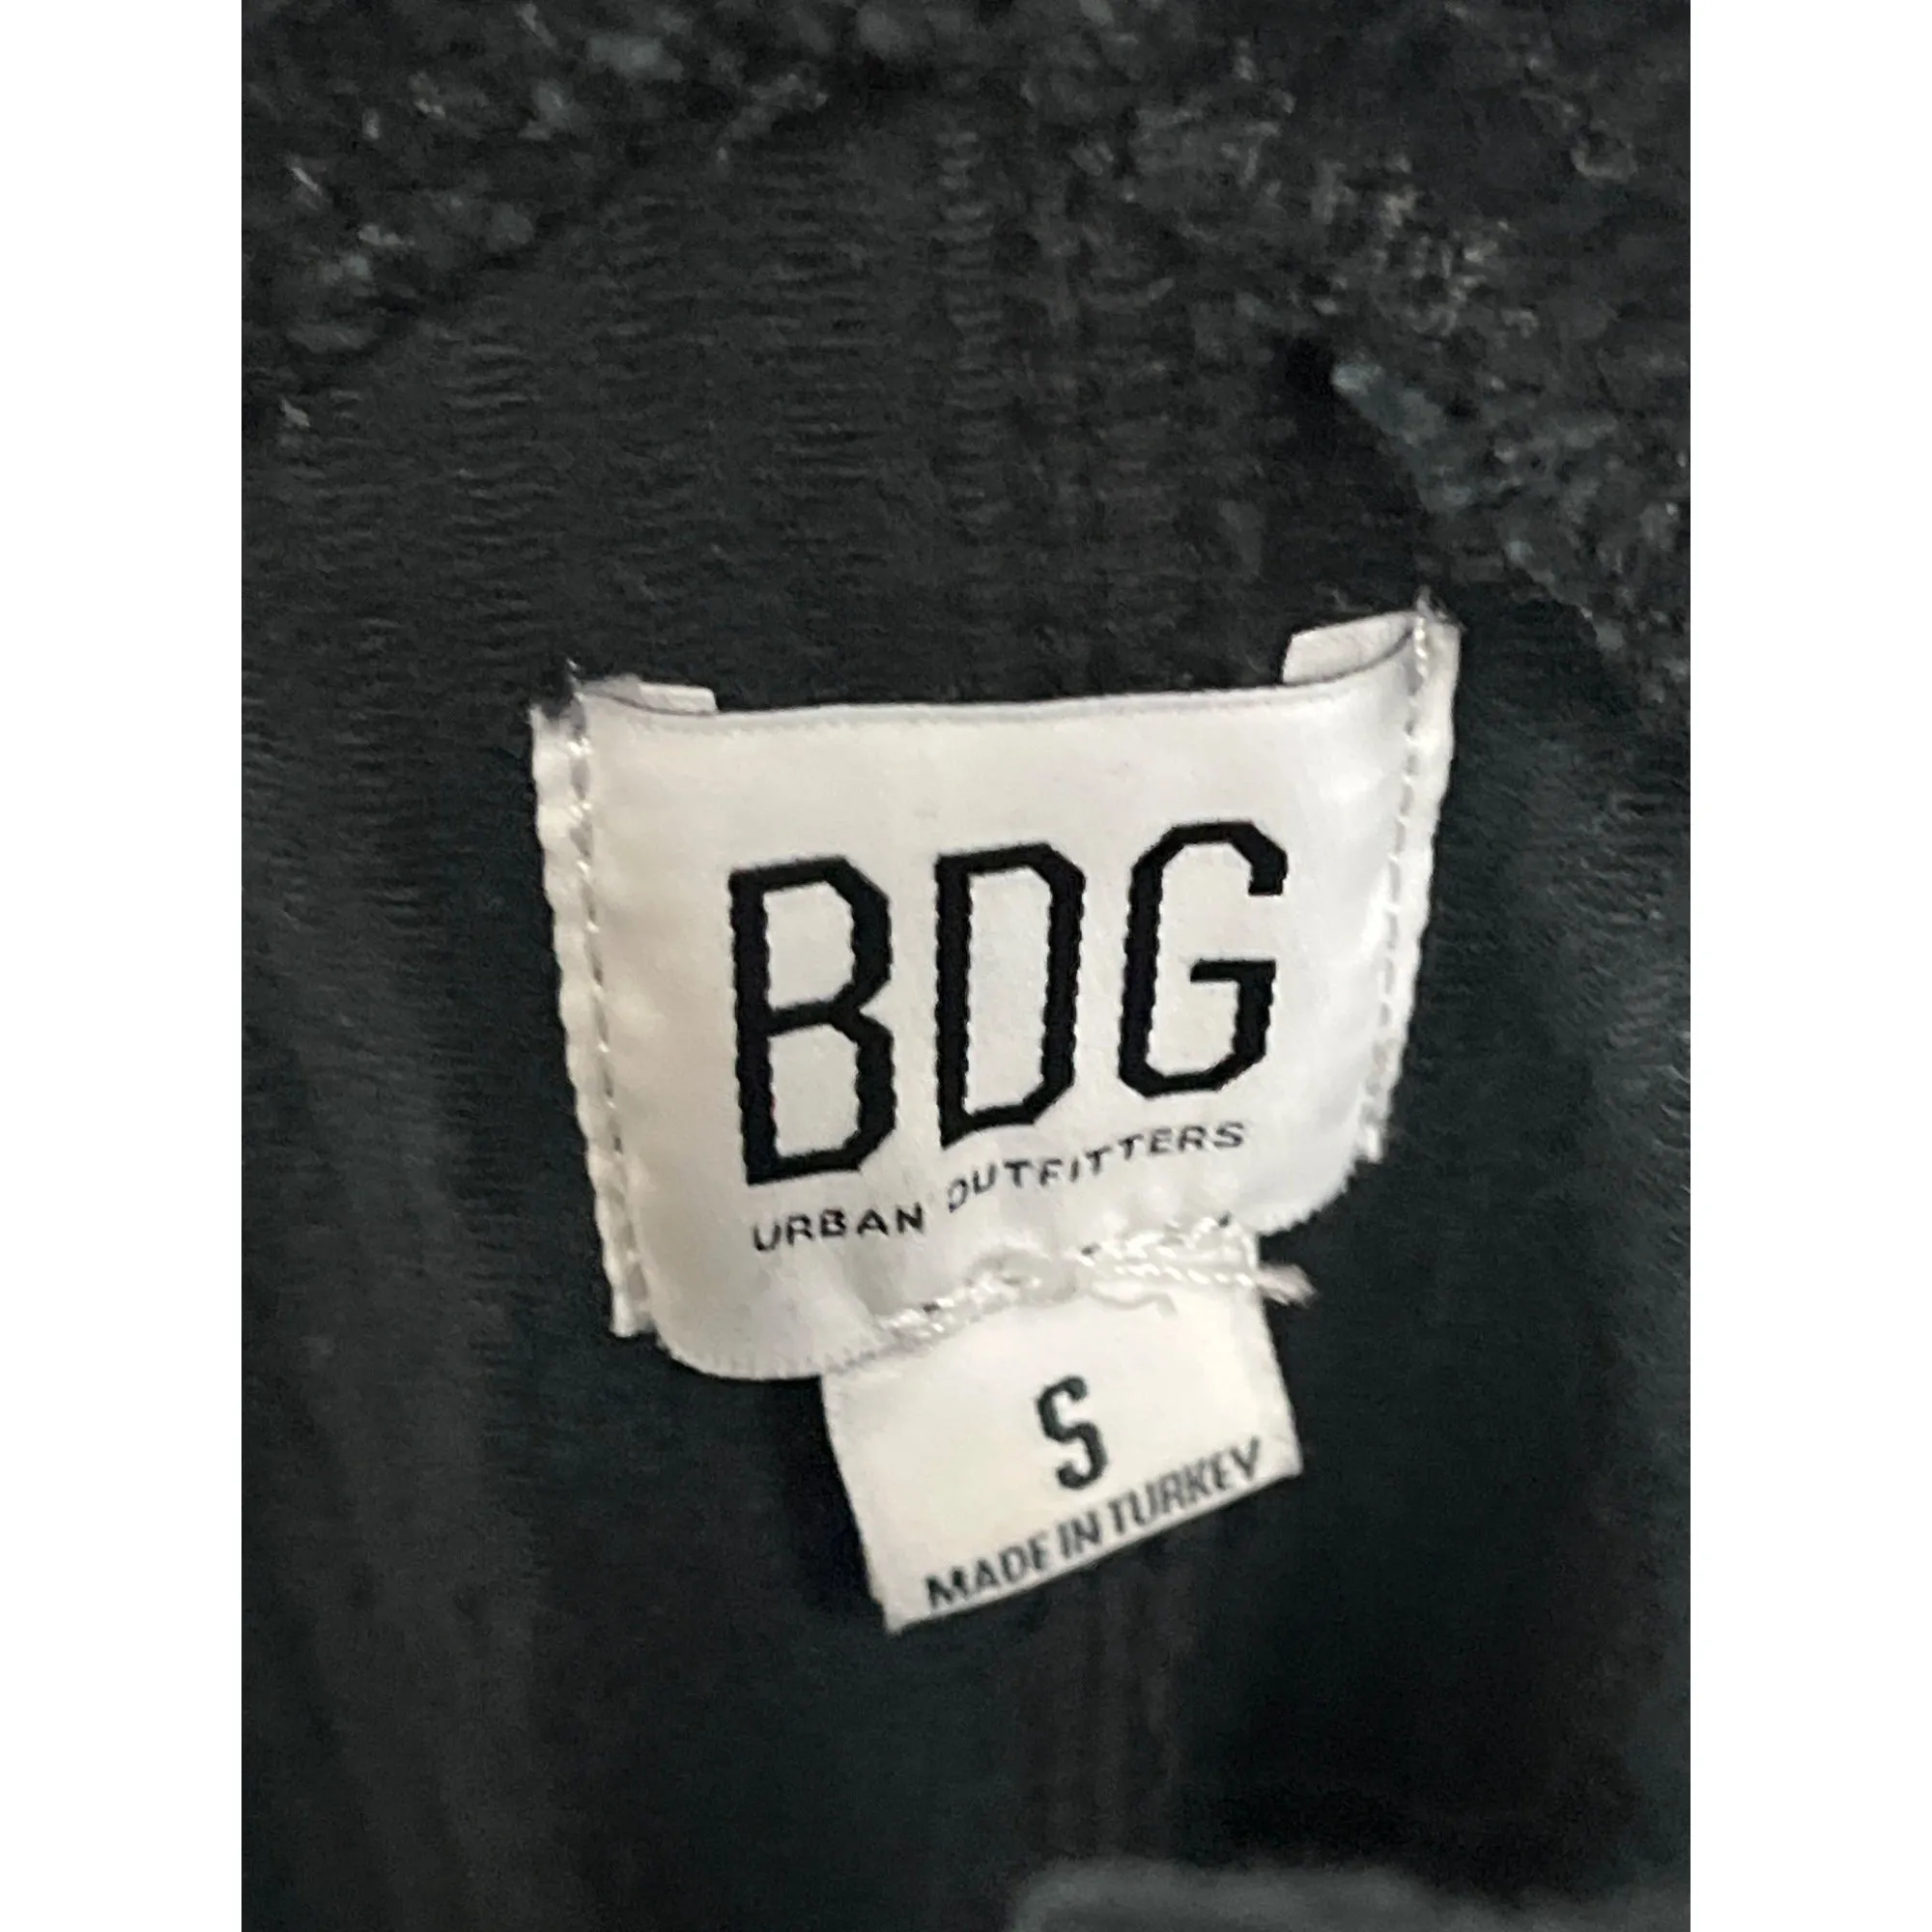 BDG
URBAN OUTFITTERS
S
MADE IN TURKEY